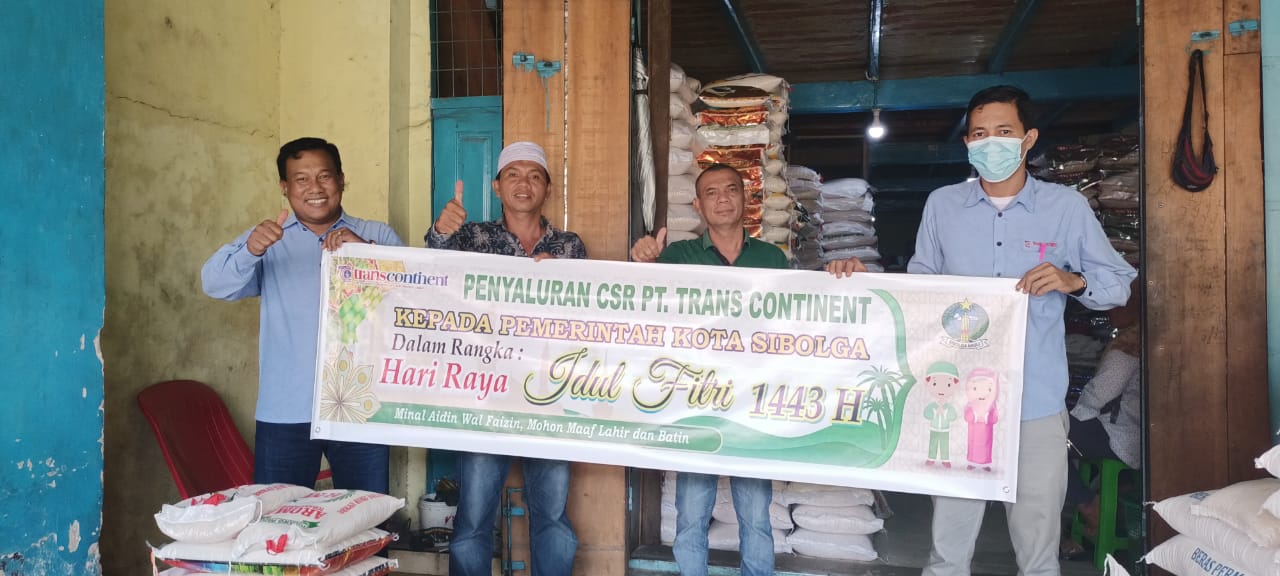 transcontinent
PENYALURAN CSR PT. TRANS CONTINENT
KEPADA PEMERINTAH KOTA SIBOLGA
Dalam Rangka :
Hari Raya Idul Fitri 1443 H
Minal Aidin Wal Faizin, Mohon Maaf Lahir dan Batin
BERAS